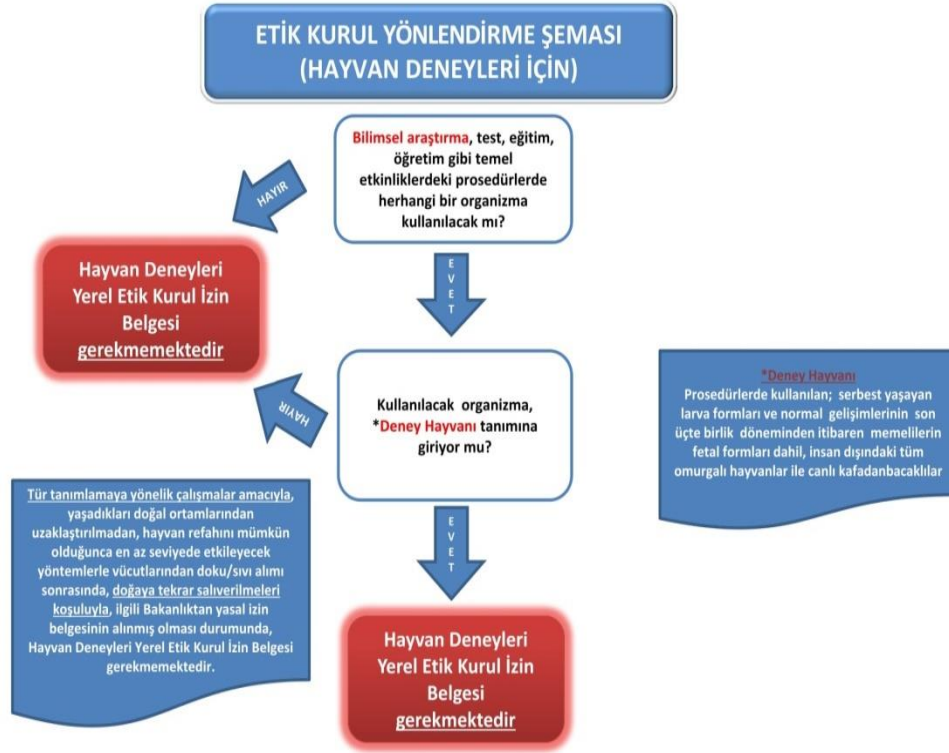 ETİK KURUL YÖNLENDİRME ŞEMASI
(HAYVAN DENEYLERİ İÇİN)
Bilimsel araştırma, test, eğitim,
öğretim gibi temel
etkinliklerdeki prosedürlerde
herhangi bir organizma
kullanılacak mı?
HAYIR
EVET
Hayvan Deneyleri
Yerel Etik Kurul İzin
Belgesi
gerekmemektedir
Kullanılacak organizma,
*Deney Hayvanı tanımına
giriyor mu?
HAYIR
EVET
*Deney Hayvanı
Prosedürlerde kullanılan; serbest yaşayan
larva formları ve normal gelişimlerinin son
üçte birlik döneminden itibaren memelilerin
fetal formları dahil, insan dışındaki tüm
omurgalı hayvanlar ile canlı kafadanbacaklılar
Tür tanımlamaya yönelik çalışmalar amacıyla,
yaşadıkları doğal ortamlarından
uzaklaştırılmadan, hayvan refahını mümkün
olduğunca en az seviyede etkileyecek
yöntemlerle vücutlarından doku/sıvı alımı
sonrasında, doğaya tekrar salıverilmeleri
koşuluyla, ilgili Bakanlıktan yasal izin
belgesinin alınmış olması durumunda,
Hayvan Deneyleri Yerel Etik Kurul İzin Belgesi
gerekmemektedir.
Hayvan Deneyleri
Yerel Etik Kurul İzin
Belgesi
gerekmektedir